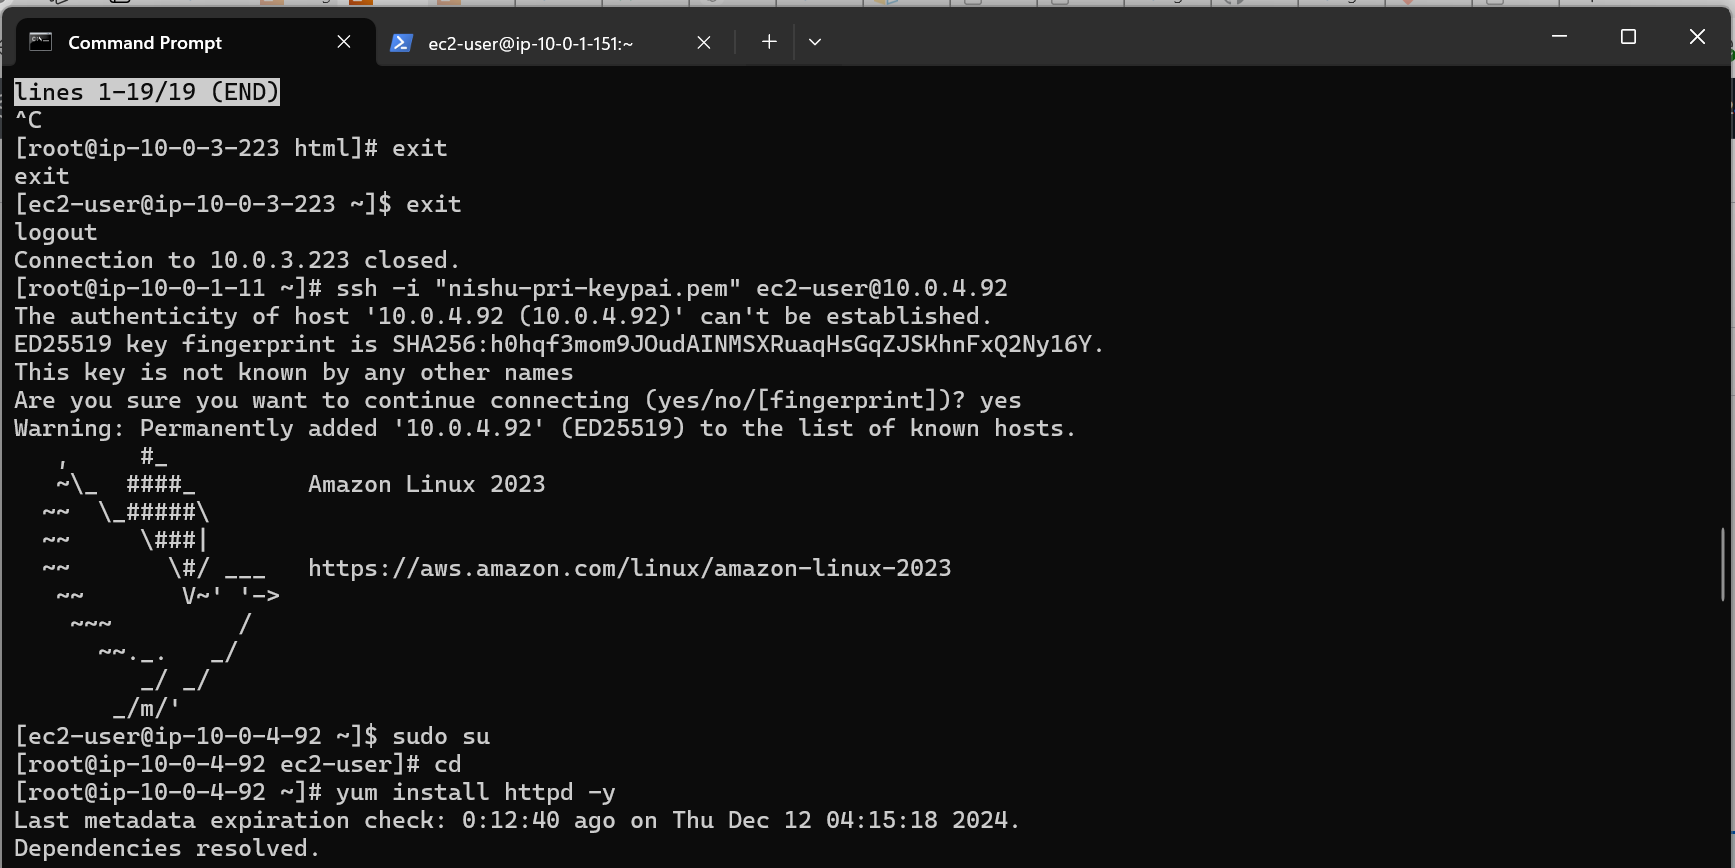 Command Prompt
ec2-user@ip-10-0-1-151:~
lines 1-19/19 (END)
^C
[root@ip-10-0-3-223 html]# exit
exit
[ec2-user@ip-10-0-3-223 ~]$ exit
logout
Connection to 10.0.3.223 closed.
[root@ip-10-0-1-11 ~]# ssh -i "nishu-pri-keypai.pem" ec2-user@10.0.4.92
The authenticity of host '10.0.4.92 (10.0.4.92)' can't be established.
ED25519 key fingerprint is SHA256:h0hqf3mom9JOudAINMSXRuaqHsGqZJSKhnFxQ2Ny16Y.
This key is not known by any other names
Are you sure you want to continue connecting (yes/no/[fingerprint])? yes
Warning: Permanently added '10.0.4.92' (ED25519) to the list of known hosts.
   ,     #_
   ~\_  ####_        Amazon Linux 2023
  ~~  \_#####\
  ~~     \###|
  ~~       \#/ ___   https://aws.amazon.com/linux/amazon-linux-2023
   ~~       V~' '->
    ~~~         /
      ~~._.   _/
         _/ _/
       _/m/'
[ec2-user@ip-10-0-4-92 ~]$ sudo su
[root@ip-10-0-4-92 ec2-user]# cd
[root@ip-10-0-4-92 ~]# yum install httpd -y
Last metadata expiration check: 0:12:40 ago on Thu Dec 12 04:15:18 2024.
Dependencies resolved.